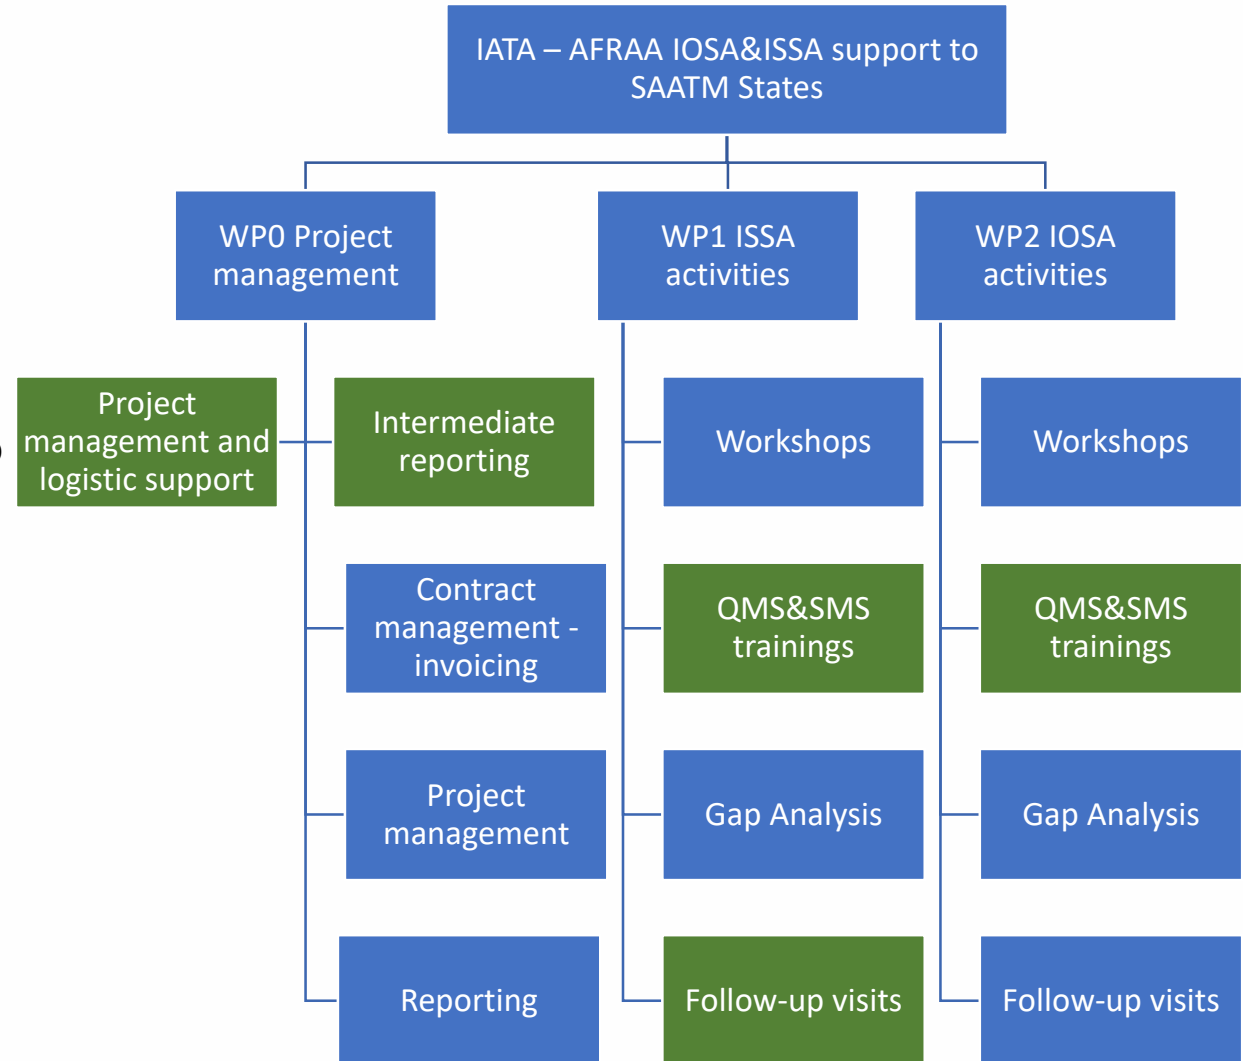 IATA – AFRAA IOSA&ISSA support to
SAATM States
WP0 Project
management
WP1 ISSA
activities
WP2 IOSA
activities
Project
management and
logistic support
Intermediate
reporting
Workshops
Workshops
Contract
management -
invoicing
QMS&SMS
trainings
QMS&SMS
trainings
Project
management
Gap Analysis
Gap Analysis
Reporting
Follow-up visits
Follow-up visits